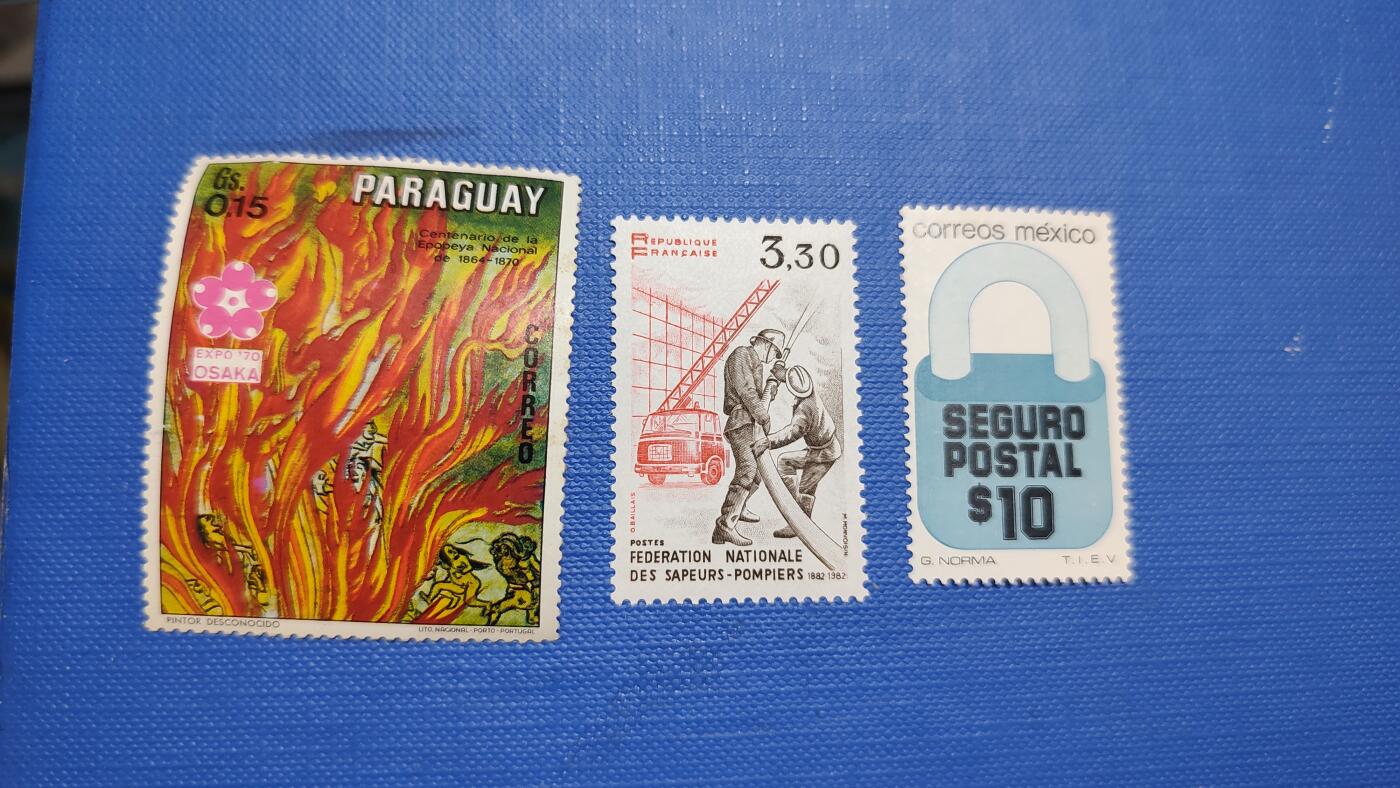 Gs.
0.15
PARAGUAY
Centenario de la
Epopeya Nacional
de 1864-1870
EXPO '70
OSAKA
CORREO
PINTOR DESCONOCIDO
LITO. NACIONAL - PORTO - PORTUGAL
REPUBLIQUE
FRANÇAISE
3,30
O.BAILLAIS
POSTES
FEDERATION NATIONALE
DES SAPEURS-POMPIERS 1882-1982
correos méxico
SEGURO
POSTAL
$10
G. NORMA
T.I.E.V